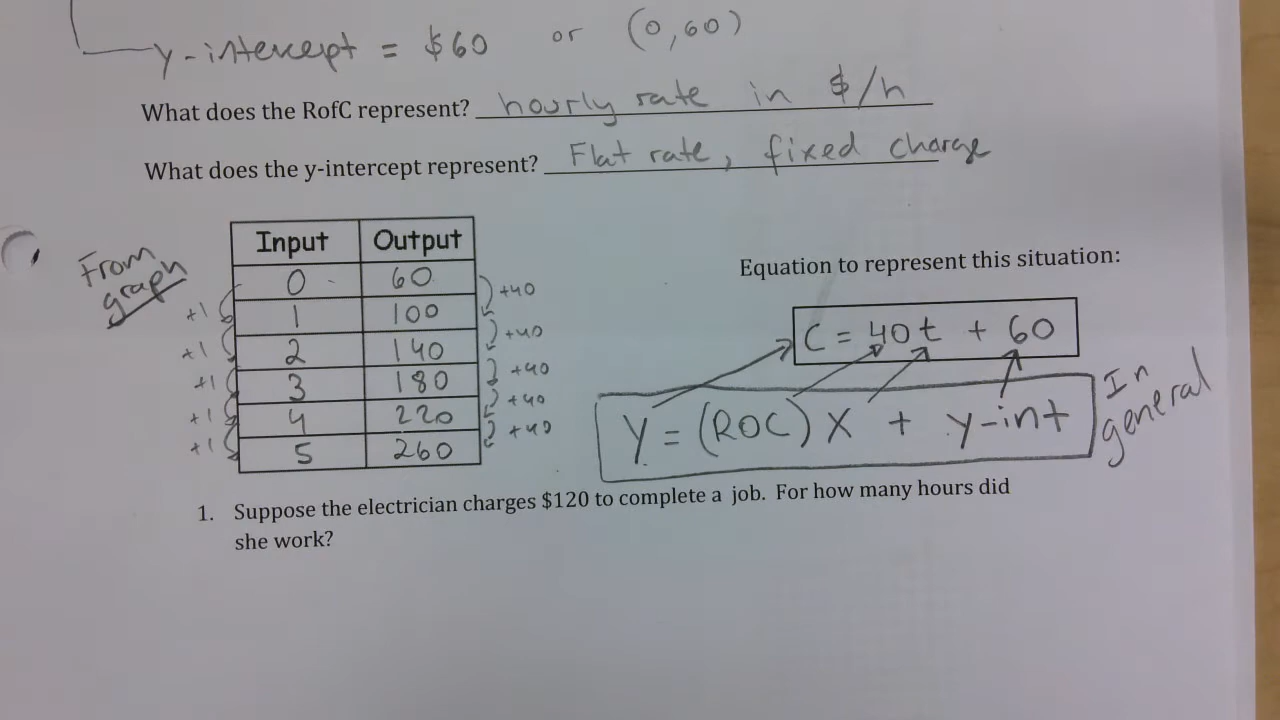 y-intercept = $60 or (0,60)
What does the RofC represent? hourly rate in $/h
What does the y-intercept represent? Flat rate, fixed charge
From
graph
Input Output
0 60
1 100
2 140
3 180
4 220
5 260
+1
+1
+1
+1
+1
+40
+40
+40
+40
+40
Equation to represent this situation:
C = 40t + 60
Y = (ROC) X + y-int
In
general
1. Suppose the electrician charges $120 to complete a job. For how many hours did
she work?